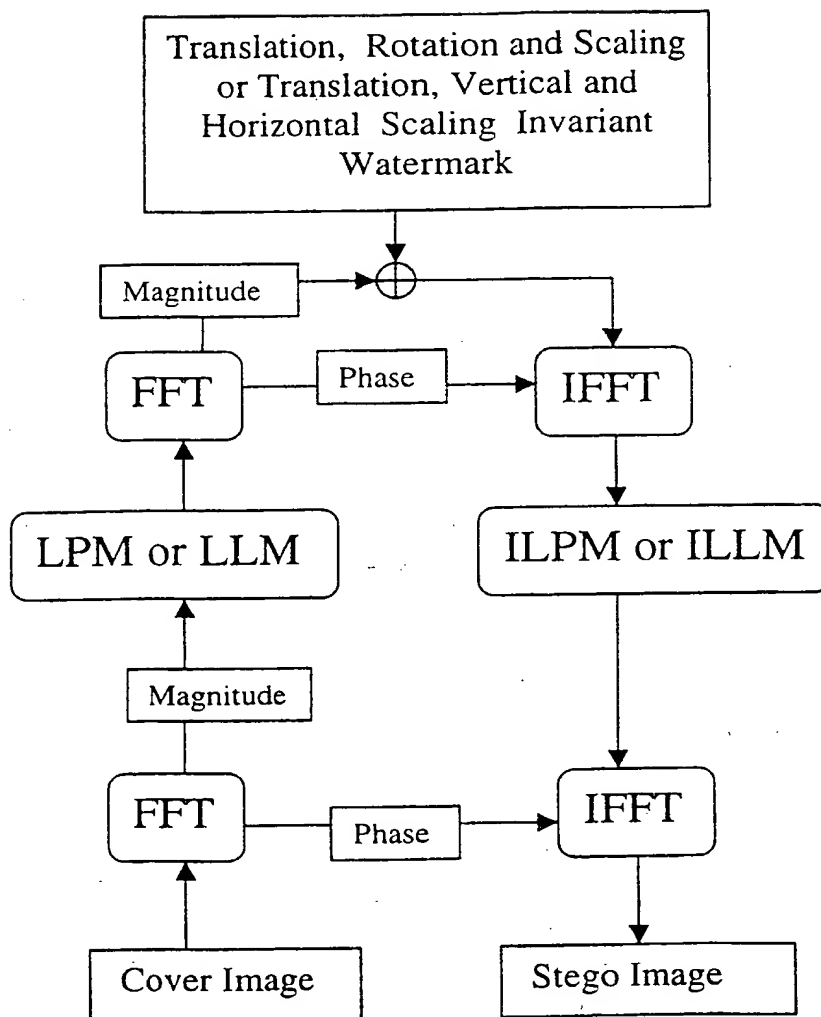 Translation, Rotation and Scaling
or Translation, Vertical and
Horizontal Scaling Invariant
Watermark
Magnitude
FFT
Phase
IFFT
LPM or LLM
ILPM or ILLM
Magnitude
FFT
Phase
IFFT
Cover Image
Stego Image